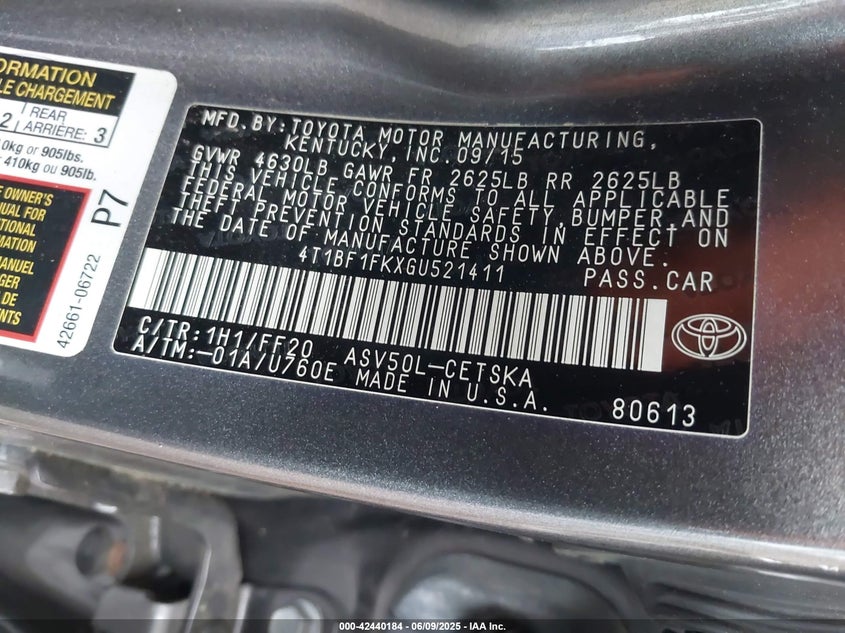 ORMATION
LE CHARGEMENT
2 REAR
ARRIÈRE: 3
0kg or 905lbs.
410kg ou 905lb.
OWNER'S
UAL FOR
TIONAL
MATION
MANUEL
GER
DE
NTS
P7
42661-06722
MFD. BY: TOYOTA MOTOR MANUFACTURING,
KENTUCKY, INC. 09/15
GVWR 4630LB GAWR FR 2625LB RR 2625LB
THIS VEHICLE CONFORMS TO ALL APPLICABLE
FEDERAL MOTOR VEHICLE SAFETY, BUMPER, AND
THEFT PREVENTION STANDARDS IN EFFECT ON
THE DATE OF MANUFACTURE SHOWN ABOVE.
4T1BF1FKXGU521411 PASS.CAR
C/TR: 1H1/FF20 ASV50L-CETSKA
A/TM:-01A/U760E MADE IN U.S.A. 80613
000-42440184 - 06/09/2025 - IAA Inc.